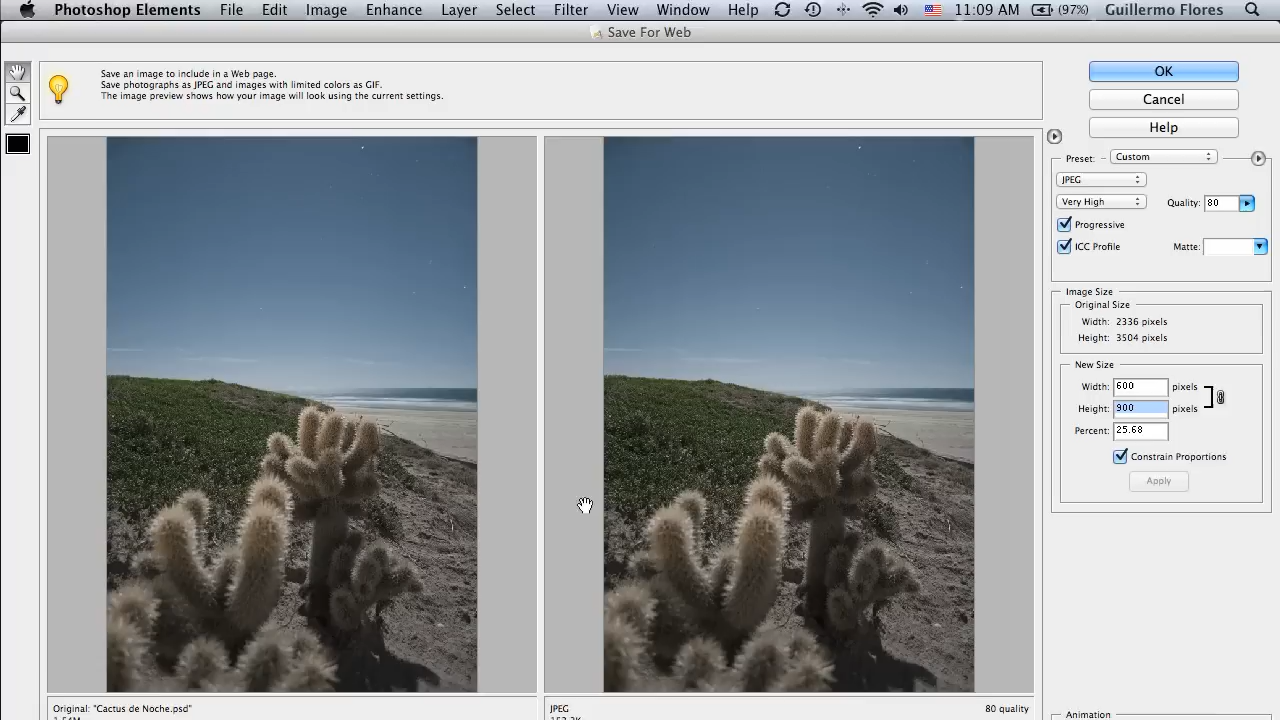 Photoshop Elements File Edit Image Enhance Layer Select Filter View Window Help 11:09 AM (97%) Guillermo Flores
Save For Web
Save an image to include in a Web page.
Save photographs as JPEG and images with limited colors as GIF.
The image preview shows how your image will look using the current settings.
OK
Cancel
Help
Preset: Custom
JPEG
Very High Quality: 80
Progressive
ICC Profile Matte:
Image Size
Original Size
Width: 2336 pixels
Height: 3504 pixels
New Size
Width: 600 pixels
Height: 900 pixels
Percent: 25.68
Constrain Proportions
Apply
Original: "Cactus de Noche.psd"
JPEG 80 quality
Animation